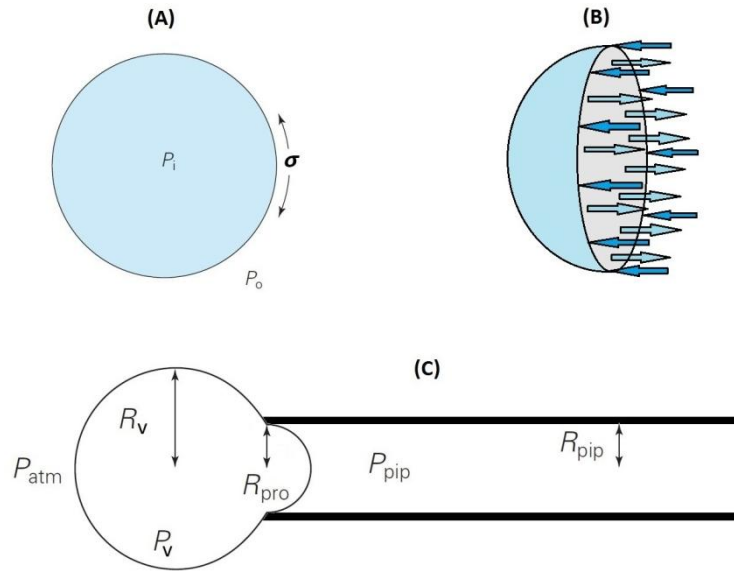 (A)
(B)
Pi
σ
Po
(C)
Rv
Patm
Rpro
Ppip
Rpip
Pv